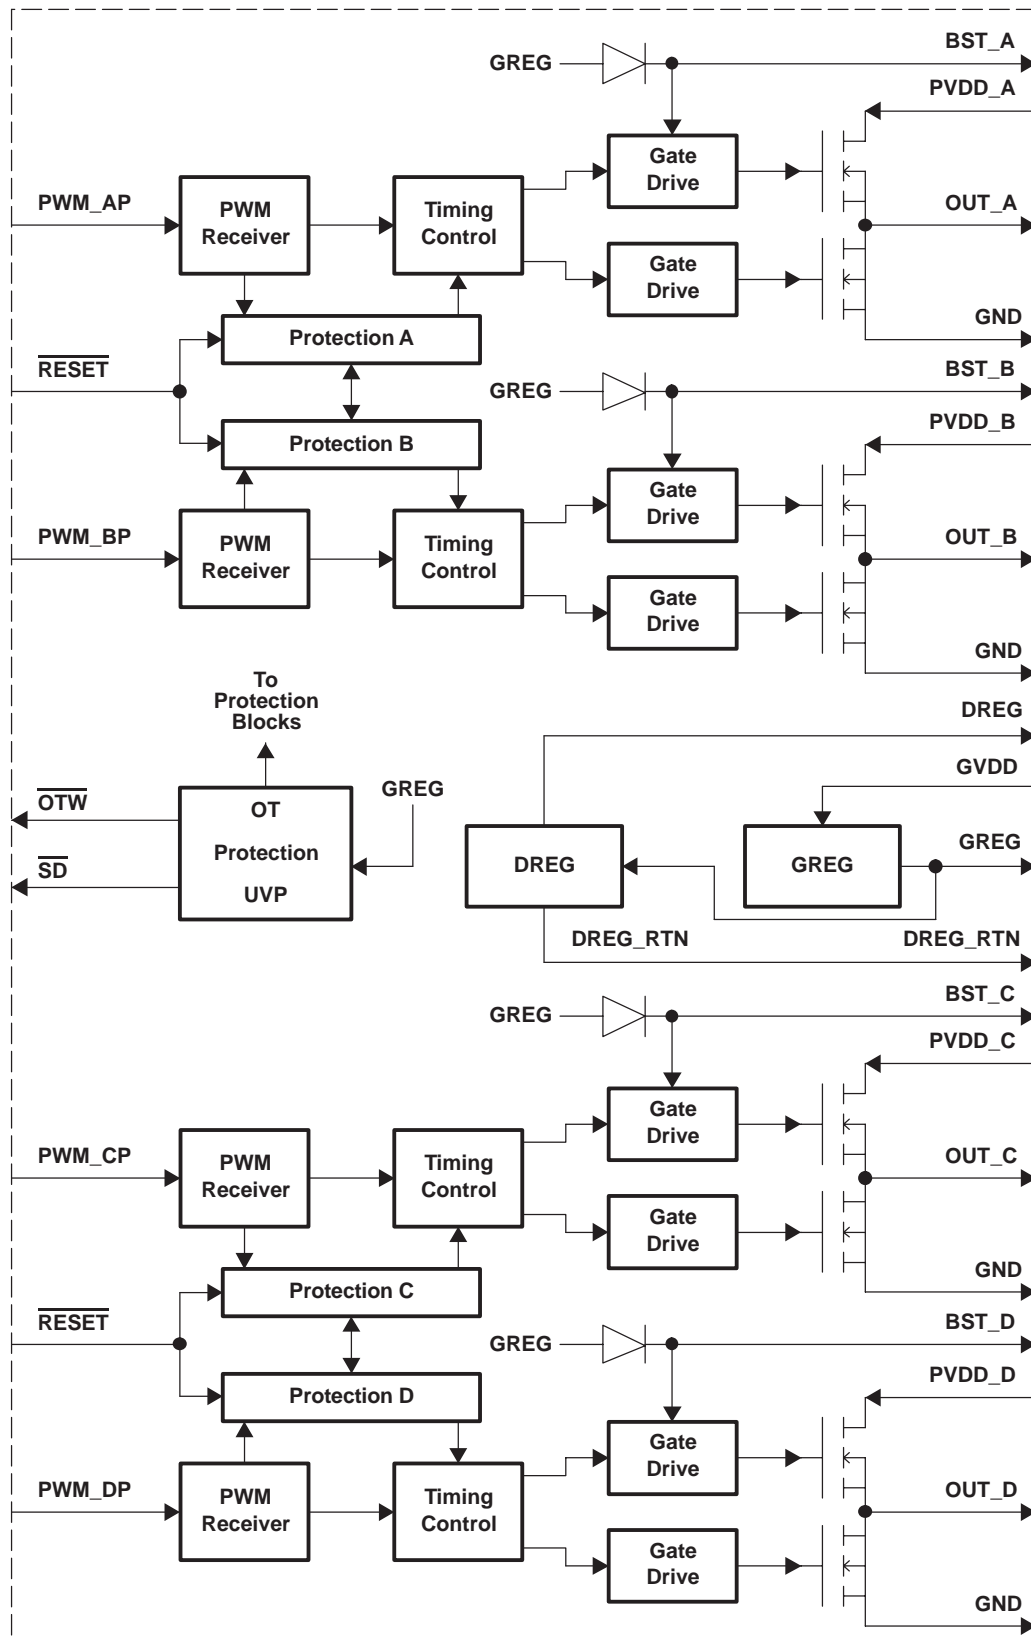 GREG
BST_A
PVDD_A
Gate
Drive
PWM_AP
PWM
Receiver
Timing
Control
OUT_A
Gate
Drive
GND
Protection A
RESET
GREG
BST_B
PVDD_B
Protection B
Gate
Drive
PWM_BP
PWM
Receiver
Timing
Control
OUT_B
Gate
Drive
GND
To
Protection
Blocks
DREG
GVDD
OTW
OT
Protection
UVP
GREG
SD
DREG
GREG
GREG
DREG_RTN
DREG_RTN
GREG
BST_C
PVDD_C
Gate
Drive
PWM_CP
PWM
Receiver
Timing
Control
OUT_C
Gate
Drive
GND
Protection C
RESET
GREG
BST_D
PVDD_D
Protection D
Gate
Drive
PWM_DP
PWM
Receiver
Timing
Control
OUT_D
Gate
Drive
GND